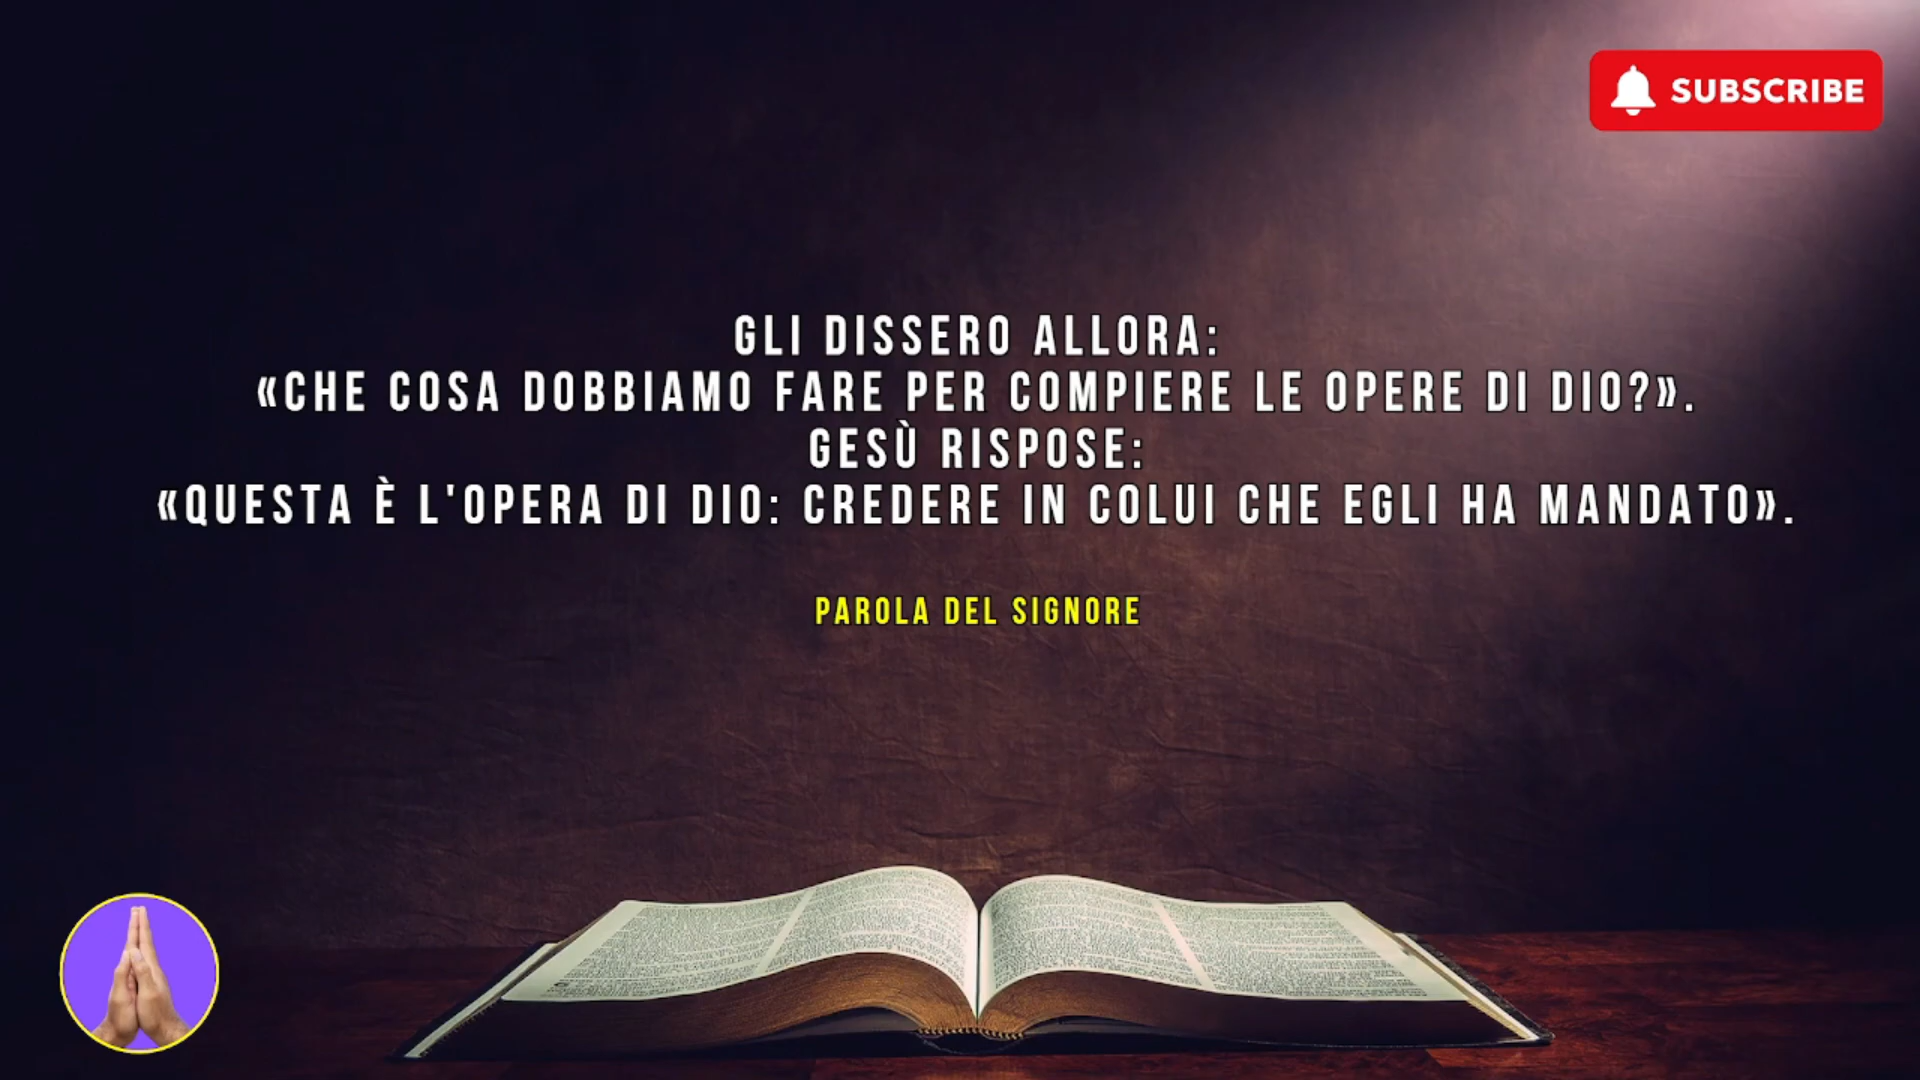 SUBSCRIBE
GLI DISSERO ALLORA:
«CHE COSA DOBBIAMO FARE PER COMPIERE LE OPERE DI DIO?».
GESÙ RISPOSE:
«QUESTA È L'OPERA DI DIO: CREDERE IN COLUI CHE EGLI HA MANDATO».
PAROLA DEL SIGNORE